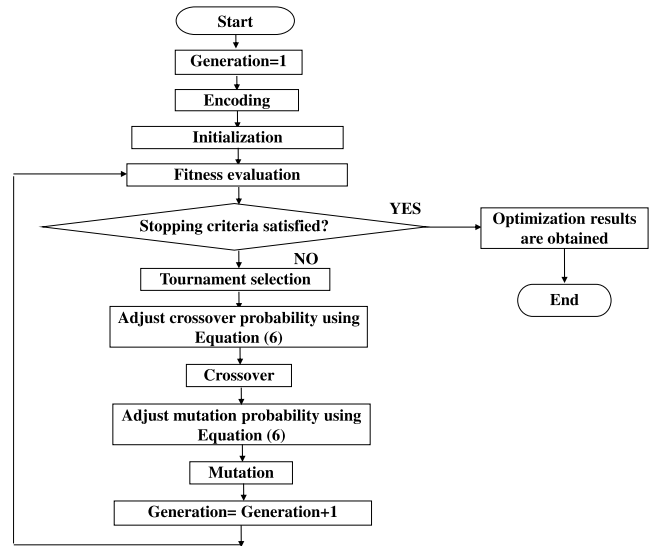 Start
Generation=1
Encoding
Initialization
Fitness evaluation
Stopping criteria satisfied?
YES
Optimization results
are obtained
End
NO
Tournament selection
Adjust crossover probability using
Equation (6)
Crossover
Adjust mutation probability using
Equation (6)
Mutation
Generation= Generation+1